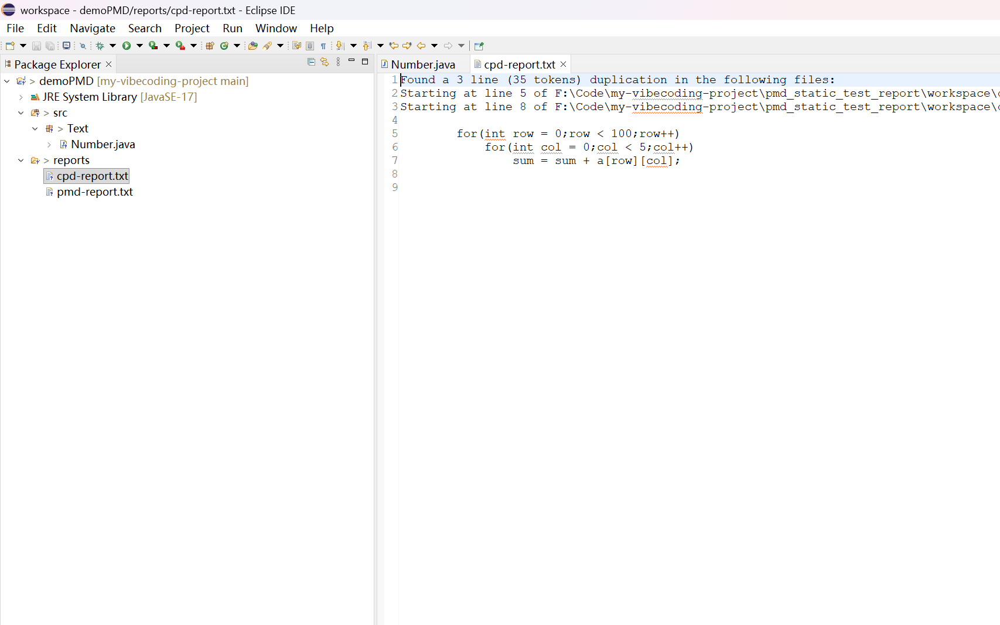 workspace - demoPMD/reports/cpd-report.txt - Eclipse IDE
File Edit Navigate Search Project Run Window Help
Package Explorer
demoPMD [my-vibecoding-project main]
JRE System Library [JavaSE-17]
src
Text
Number.java
reports
cpd-report.txt
pmd-report.txt
Number.java cpd-report.txt
1 Found a 3 line (35 tokens) duplication in the following files:
2 Starting at line 5 of F:\Code\my-vibecoding-project\pmd_static_test_report\workspace\
3 Starting at line 8 of F:\Code\my-vibecoding-project\pmd_static_test_report\workspace\
4
5 for(int row = 0;row < 100;row++)
6 for(int col = 0;col < 5;col++)
7 sum = sum + a[row][col];
8
9